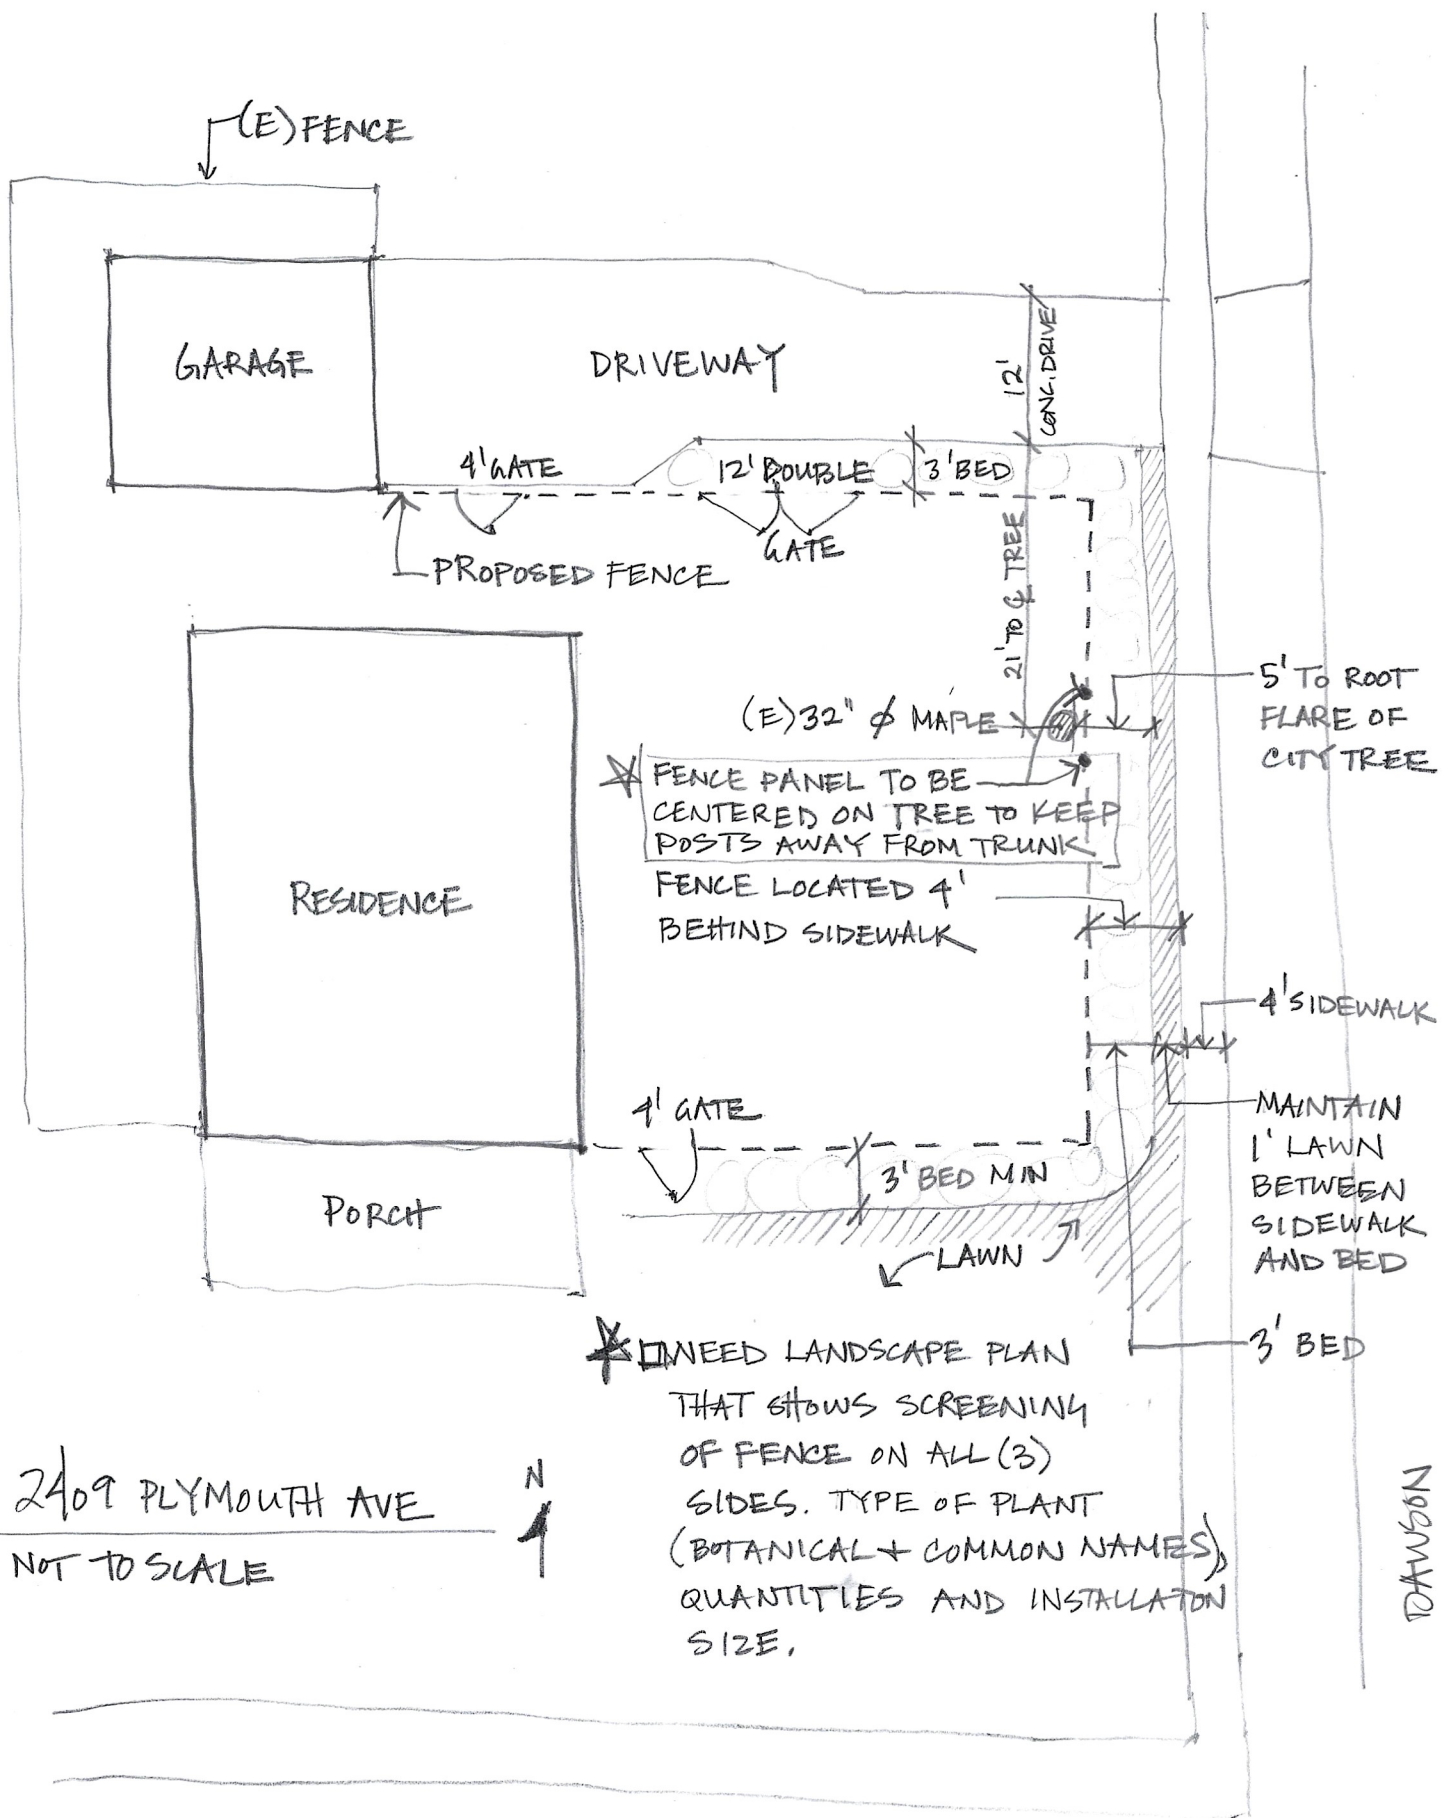 (E) FENCE
GARAGE
DRIVEWAY
12'
CONC. DRIVE
4' GATE
12' DOUBLE
GATE
3' BED
PROPOSED FENCE
21' TO ℄ TREE
(E) 32" ϕ MAPLE
5' TO ROOT
FLARE OF
CITY TREE
FENCE PANEL TO BE
CENTERED ON TREE TO KEEP
POSTS AWAY FROM TRUNK
FENCE LOCATED 4'
BEHIND SIDEWALK
RESIDENCE
4' SIDEWALK
4' GATE
MAINTAIN
1' LAWN
BETWEEN
SIDEWALK
AND BED
3' BED MIN
PORCH
LAWN
3' BED
NEED LANDSCAPE PLAN
THAT SHOWS SCREENING
OF FENCE ON ALL (3)
SIDES. TYPE OF PLANT
(BOTANICAL + COMMON NAMES),
QUANTITIES AND INSTALLATON
SIZE.
2409 PLYMOUTH AVE
NOT TO SCALE
N
DAWSON